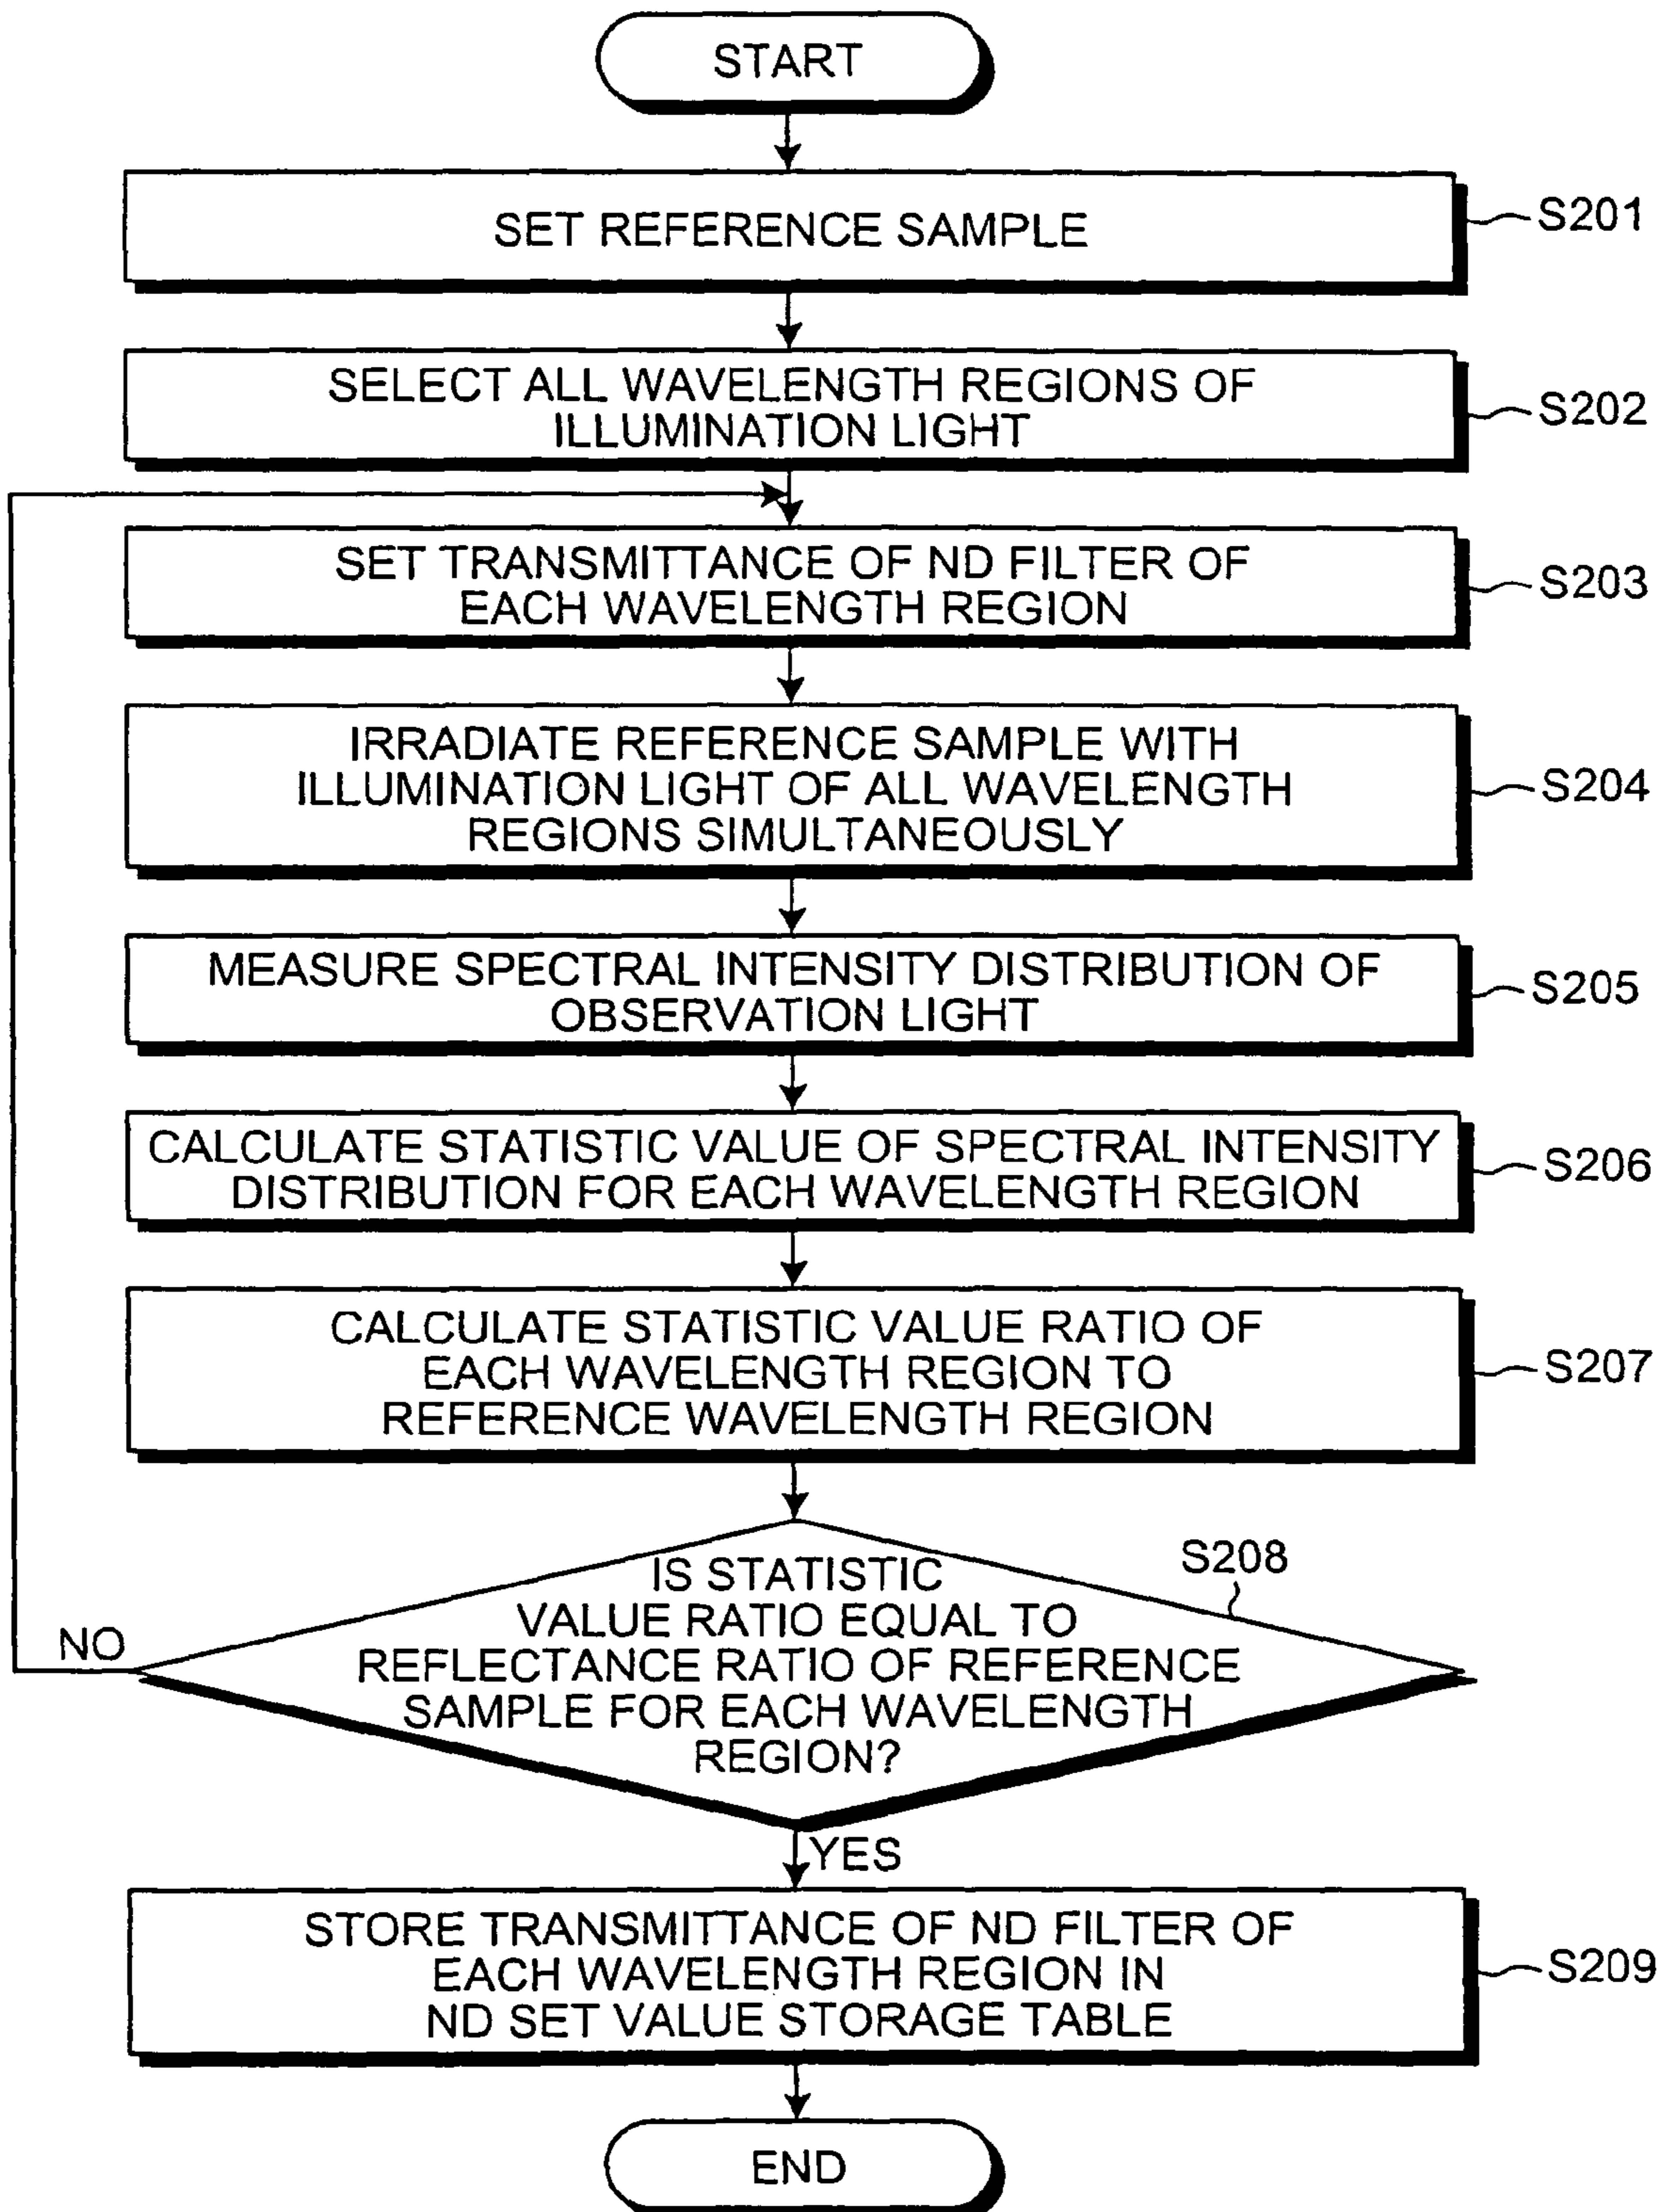 START
SET REFERENCE SAMPLE
S201
SELECT ALL WAVELENGTH REGIONS OF
ILLUMINATION LIGHT
S202
SET TRANSMITTANCE OF ND FILTER OF
EACH WAVELENGTH REGION
S203
IRRADIATE REFERENCE SAMPLE WITH
ILLUMINATION LIGHT OF ALL WAVELENGTH
REGIONS SIMULTANEOUSLY
S204
MEASURE SPECTRAL INTENSITY DISTRIBUTION OF
OBSERVATION LIGHT
S205
CALCULATE STATISTIC VALUE OF SPECTRAL INTENSITY
DISTRIBUTION FOR EACH WAVELENGTH REGION
S206
CALCULATE STATISTIC VALUE RATIO OF
EACH WAVELENGTH REGION TO
REFERENCE WAVELENGTH REGION
S207
S208
IS STATISTIC
VALUE RATIO EQUAL TO
REFLECTANCE RATIO OF REFERENCE
SAMPLE FOR EACH WAVELENGTH
REGION?
NO
YES
STORE TRANSMITTANCE OF ND FILTER OF
EACH WAVELENGTH REGION IN
ND SET VALUE STORAGE TABLE
S209
END